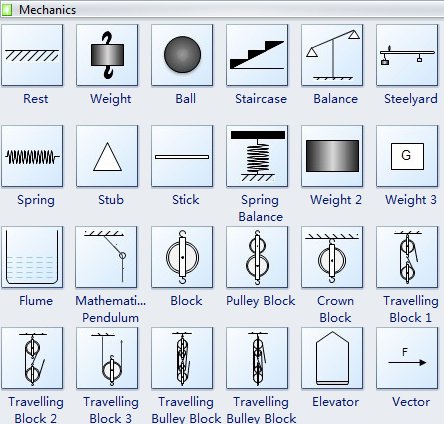 Mechanics
Rest Weight Ball Staircase Balance Steelyard
G
Spring Stub Stick Spring Balance Weight 2 Weight 3
Flume Mathemati... Pendulum Block Pulley Block Crown Block Travelling Block 1
F
Travelling Block 2 Travelling Block 3 Travelling Bulley Block Travelling Bulley Block Elevator Vector